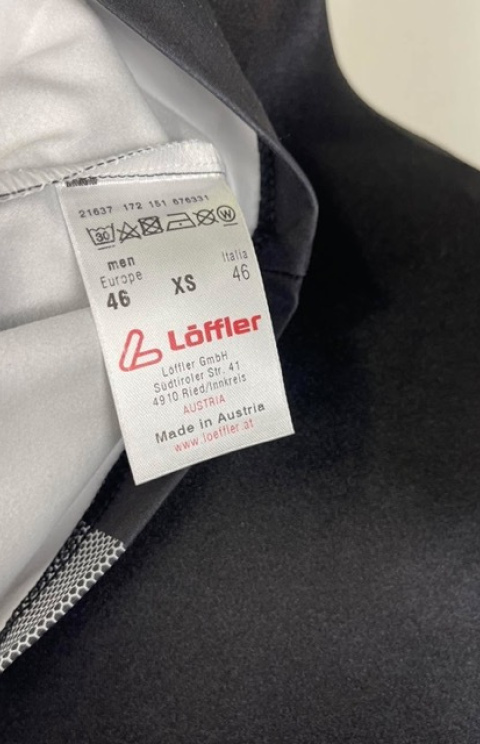 21637 172 151 676331
30 W
men Italia
Europe 46
46 XS
Löffler
Löffler GmbH
Südtiroler Str. 41
4910 Ried/Innkreis
AUSTRIA
Made in Austria
www.loeffler.at